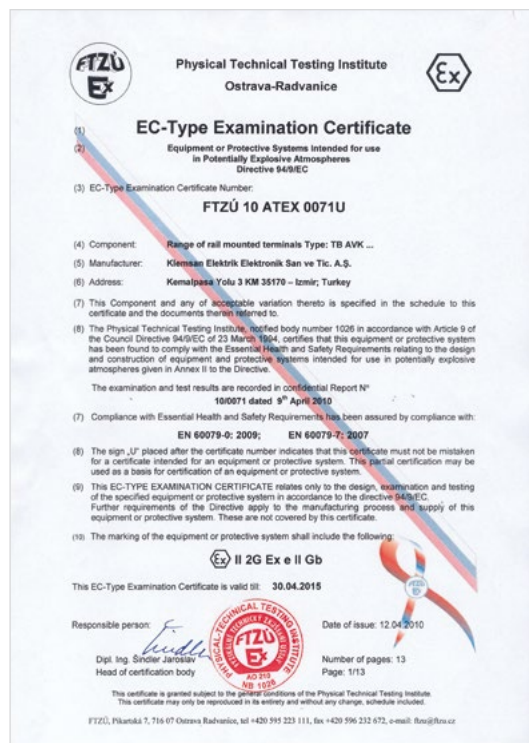 FTZÚ
Ex
Physical Technical Testing Institute
Ostrava-Radvanice
Ex
(1) EC-Type Examination Certificate
(2) Equipment or Protective Systems Intended for use
in Potentially Explosive Atmospheres
Directive 94/9/EC
(3) EC-Type Examination Certificate Number:
FTZÚ 10 ATEX 0071U
(4) Component: Range of rail mounted terminals Type: TB AVK ...
(5) Manufacturer: Klemsan Elektrik Elektronik San ve Tic. A.Ş.
(6) Address: Kemalpasa Yolu 3 KM 35170 – Izmir; Turkey
(7) This Component and any of acceptable variation thereto is specified in the schedule to this
certificate and the documents therein referred to.
(8) The Physical Technical Testing Institute, notified body number 1026 in accordance with Article 9 of
the Council Directive 94/9/EC of 23 March 1994, certifies that this equipment or protective system
has been found to comply with the Essential Health and Safety Requirements relating to the design
and construction of equipment and protective systems intended for use in potentially explosive
atmospheres given in Annex II to the Directive.
The examination and test results are recorded in confidential Report N°
10/0071 dated 9th April 2010
(7) Compliance with Essential Health and Safety Requirements has been assured by compliance with:
EN 60079-0: 2009; EN 60079-7: 2007
(8) The sign „U" placed after the certificate number indicates that this certificate must not be mistaken
for a certificate intended for an equipment or protective system. This partial certification may be
used as a basis for certification of an equipment or protective system.
(9) This EC-TYPE EXAMINATION CERTIFICATE relates only to the design, examination and testing
of the specified equipment or protective system in accordance to the directive 94/9/EC.
Further requirements of the Directive apply to the manufacturing process and supply of this
equipment or protective system. These are not covered by this certificate.
(10) The marking of the equipment or protective system shall include the following:
Ex II 2G Ex e II Gb
This EC-Type Examination Certificate is valid till: 30.04.2015
Responsible person:
Date of issue: 12.04.2010
Dipl. Ing. Šindler Jaroslav
Head of certification body
Number of pages: 13
Page: 1/13
PHYSICAL-TECHNICAL TESTING INSTITUTE
FTZÚ
Ex
AO 210
NB 1026
This certificate is granted subject to the general conditions of the Physical Technical Testing Institute.
This certificate may only be reproduced in its entirety and without any change, schedule included.
FTZÚ, Pikartská 7, 716 07 Ostrava Radvanice, tel +420 595 223 111, fax +420 596 232 672, e-mail: ftzu@ftzu.cz